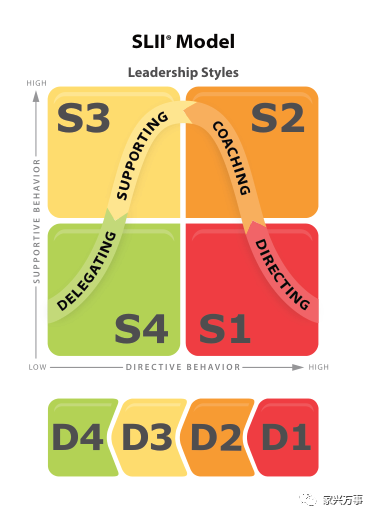 SLII® Model
Leadership Styles
HIGH
S3
S2
SUPPORTING
COACHING
SUPPORTIVE BEHAVIOR
DELEGATING
DIRECTING
S4
S1
LOW
DIRECTIVE BEHAVIOR
HIGH
D4
D3
D2
D1
家兴万事